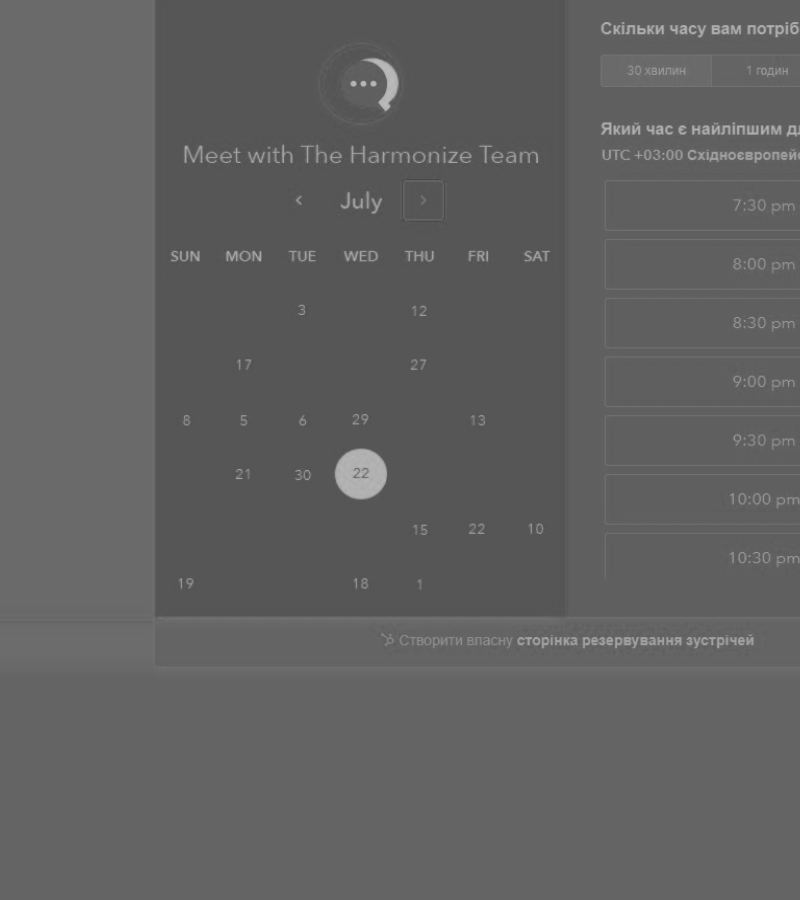 Meet with The Harmonize Team
July
SUN MON TUE WED THU FRI SAT
3 12
17 27
8 5 6 29 13
21 30 22
15 22 10
19 18 1
Скільки часу вам потріб
30 хвилин 1 годин
Який час є найліпшим д
UTC +03:00 Східноєвропей
7:30 pm
8:00 pm
8:30 pm
9:00 pm
9:30 pm
10:00 pm
10:30 pm
Створити власну сторінка резервування зустрічей